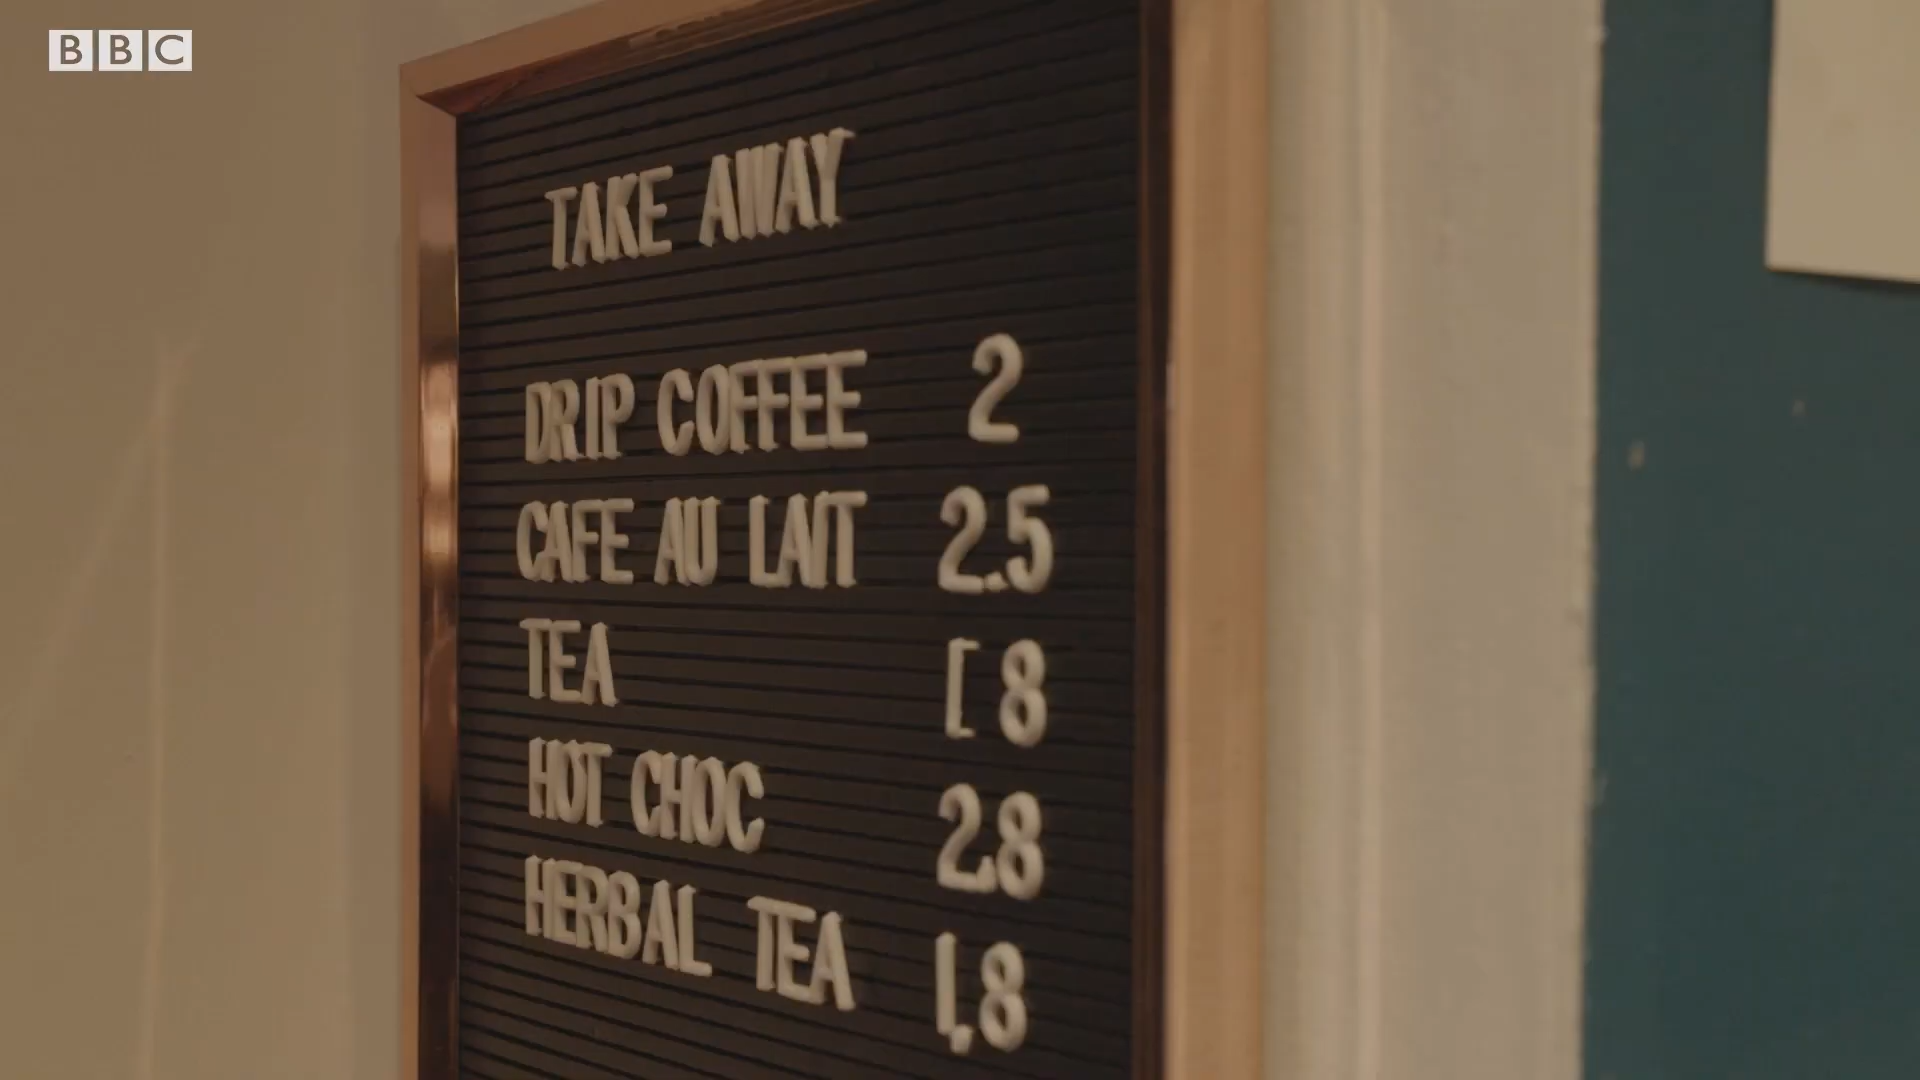 BBC
TAKE AWAY
DRIP COFFEE 2
CAFE AU LAIT 2.5
TEA [ 8
HOT CHOC 2.8
HERBAL TEA 1.8